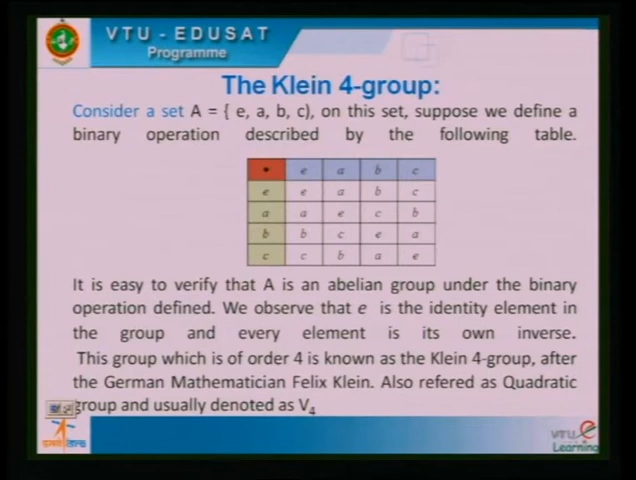 VTU - EDUSAT
Programme
The Klein 4-group:
Consider a set A = { e, a, b, c), on this set, suppose we define a
binary operation described by the following table.
• e a b c
e e a b c
a a e c b
b b c e a
c c b a e
It is easy to verify that A is an abelian group under the binary
operation defined. We observe that e is the identity element in
the group and every element is its own inverse.
This group which is of order 4 is known as the Klein 4-group, after
the German Mathematician Felix Klein. Also refered as Quadratic
group and usually denoted as V4
VTU e
Learning